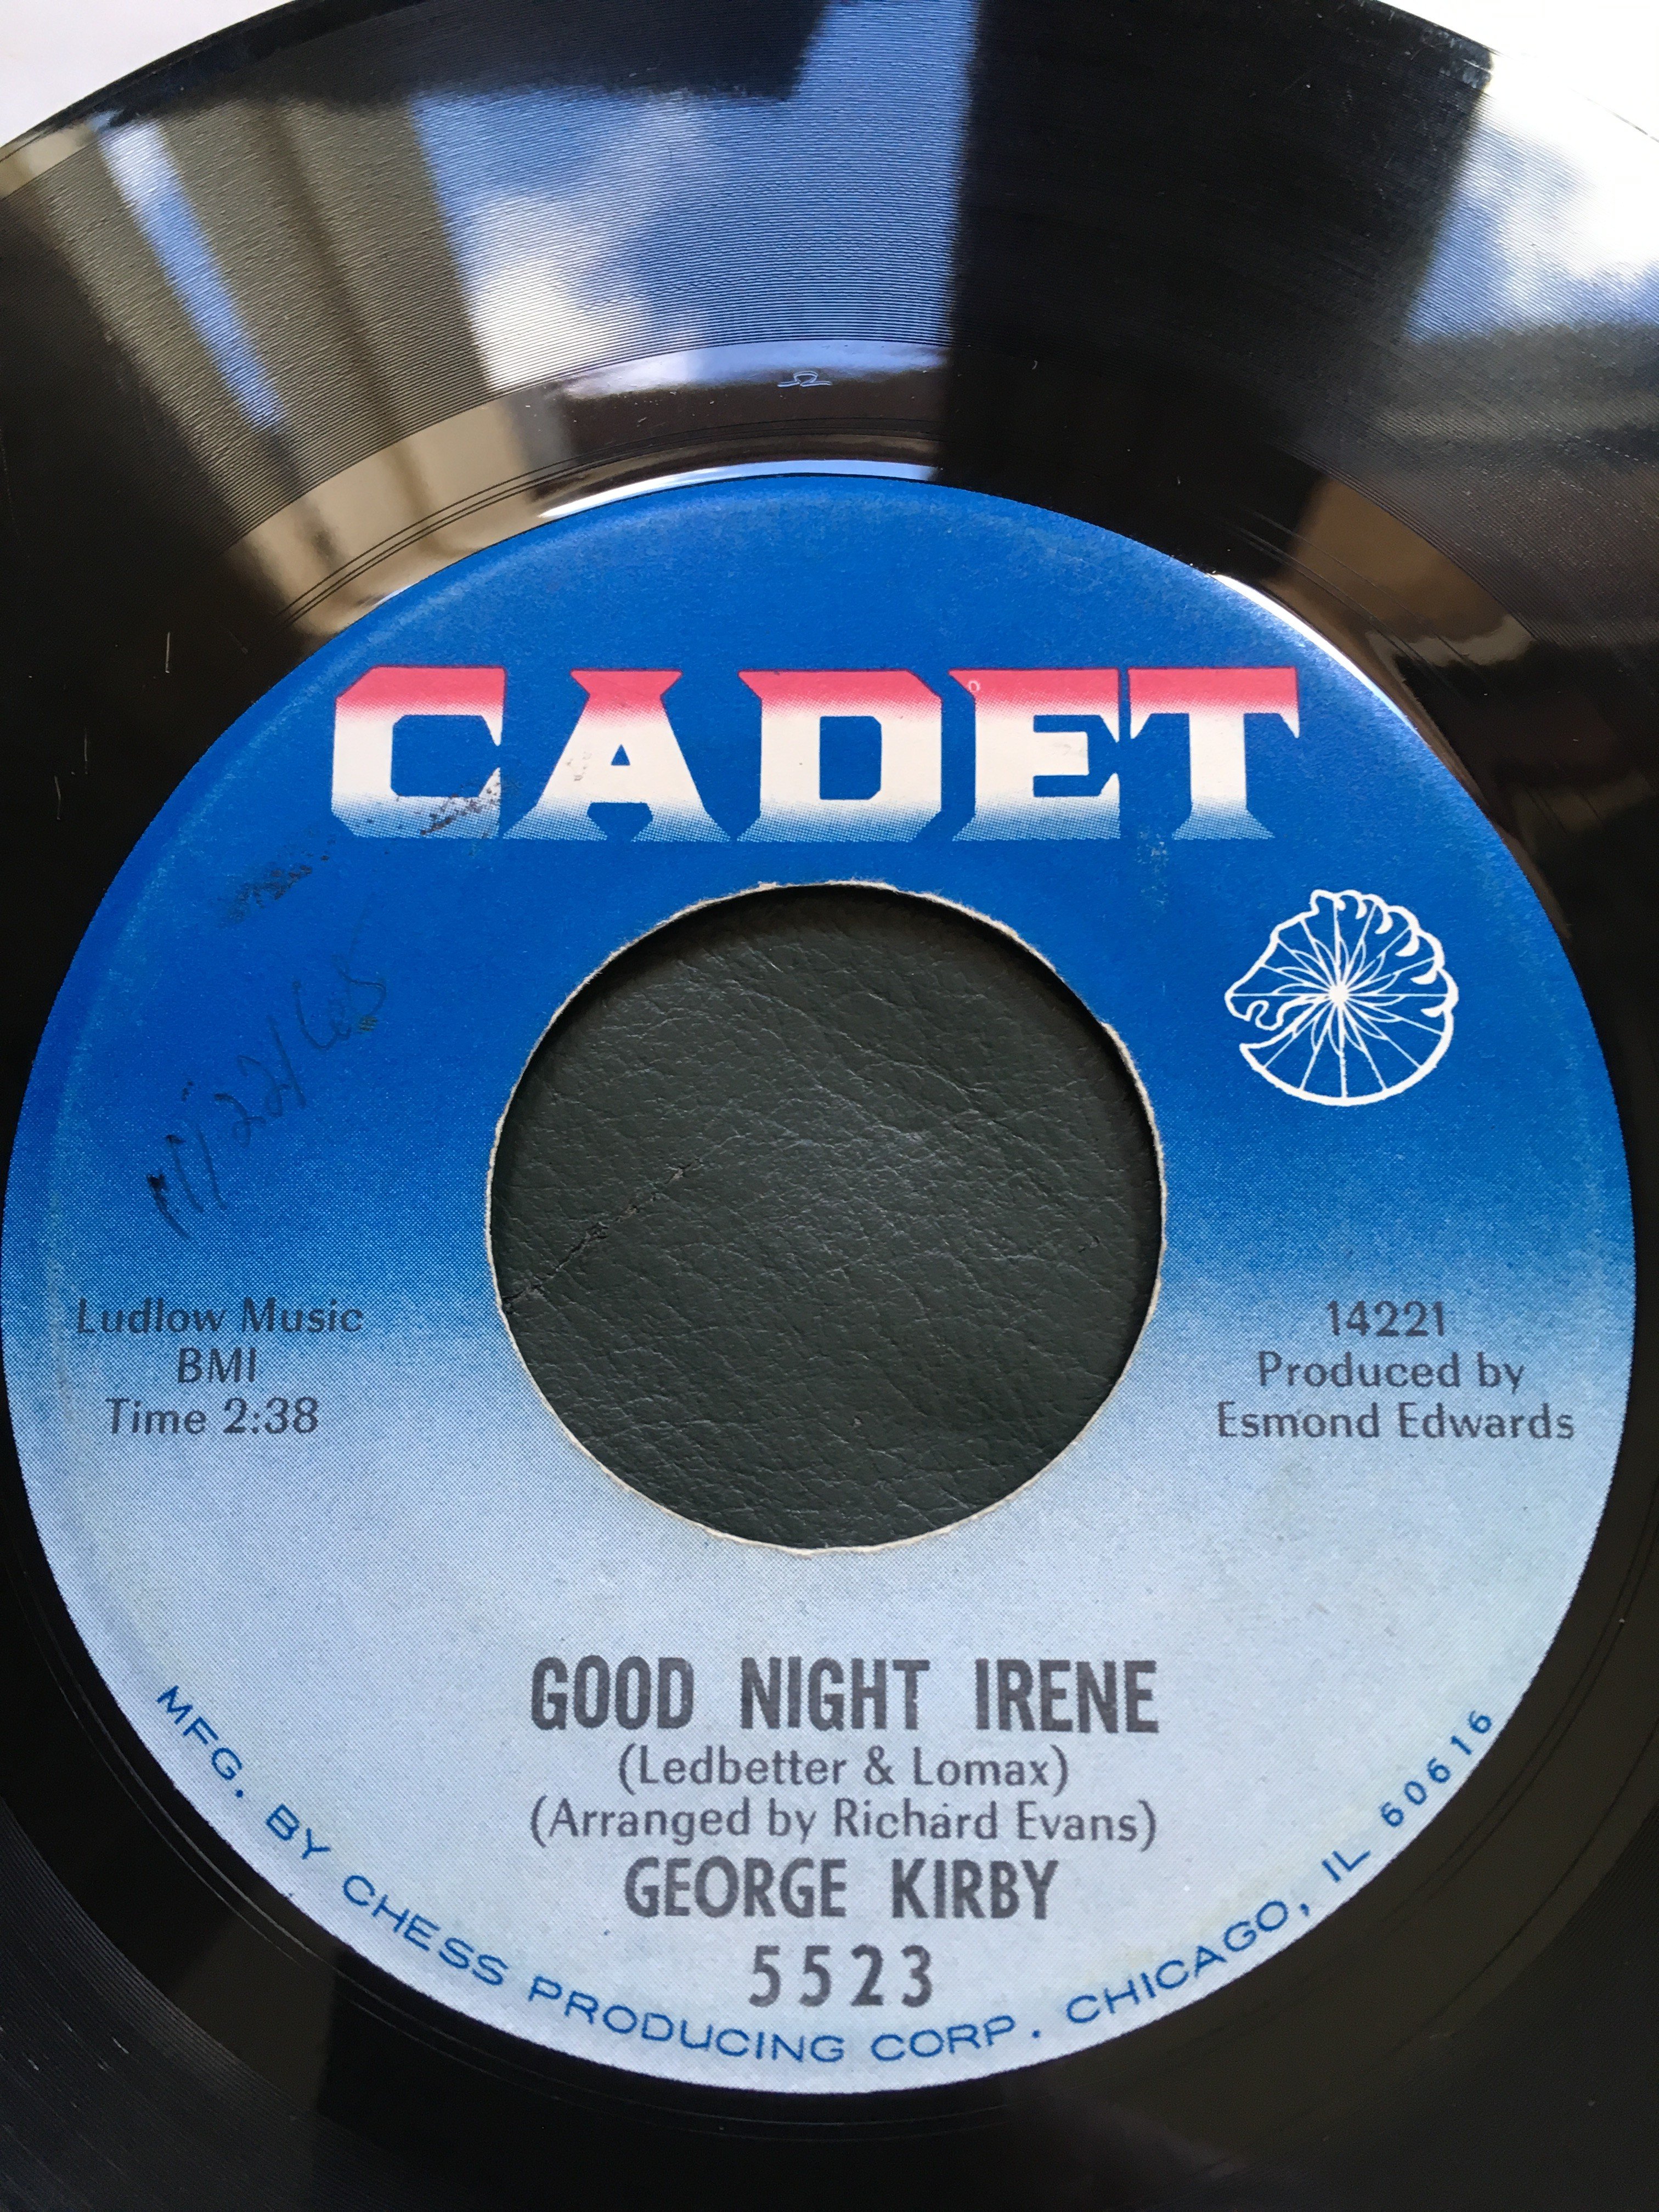 CADET
Ludlow Music
BMI
Time 2:38
14221
Produced by
Esmond Edwards
GOOD NIGHT IRENE
(Ledbetter & Lomax)
(Arranged by Richard Evans)
GEORGE KIRBY
5523
MFG. BY CHESS PRODUCING CORP. CHICAGO, IL 60616